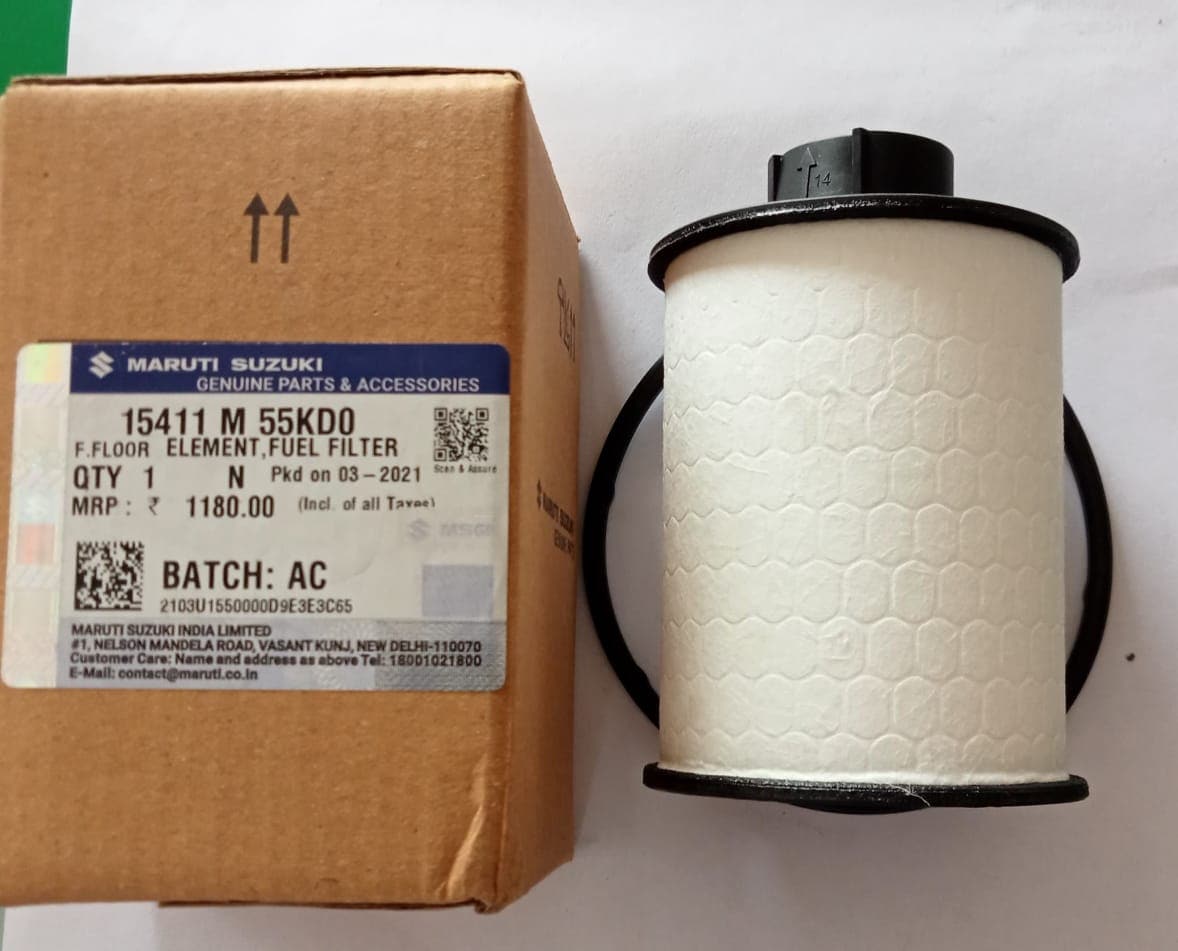 MARUTI SUZUKI
GENUINE PARTS & ACCESSORIES
15411 M 55KD0
F.FLOOR ELEMENT,FUEL FILTER
Scan & Assure
QTY 1 N Pkd on 03-2021
MRP : ₹ 1180.00 (Incl. of all Taxes)
MSGP
BATCH: AC
2103U1550000D9E3E3C65
MARUTI SUZUKI INDIA LIMITED
#1, NELSON MANDELA ROAD, VASANT KUNJ, NEW DELHI-110070
Customer Care: Name and address as above Tel: 18001021800
E-Mail: contact@maruti.co.in
MARUTI SUZUKI
14